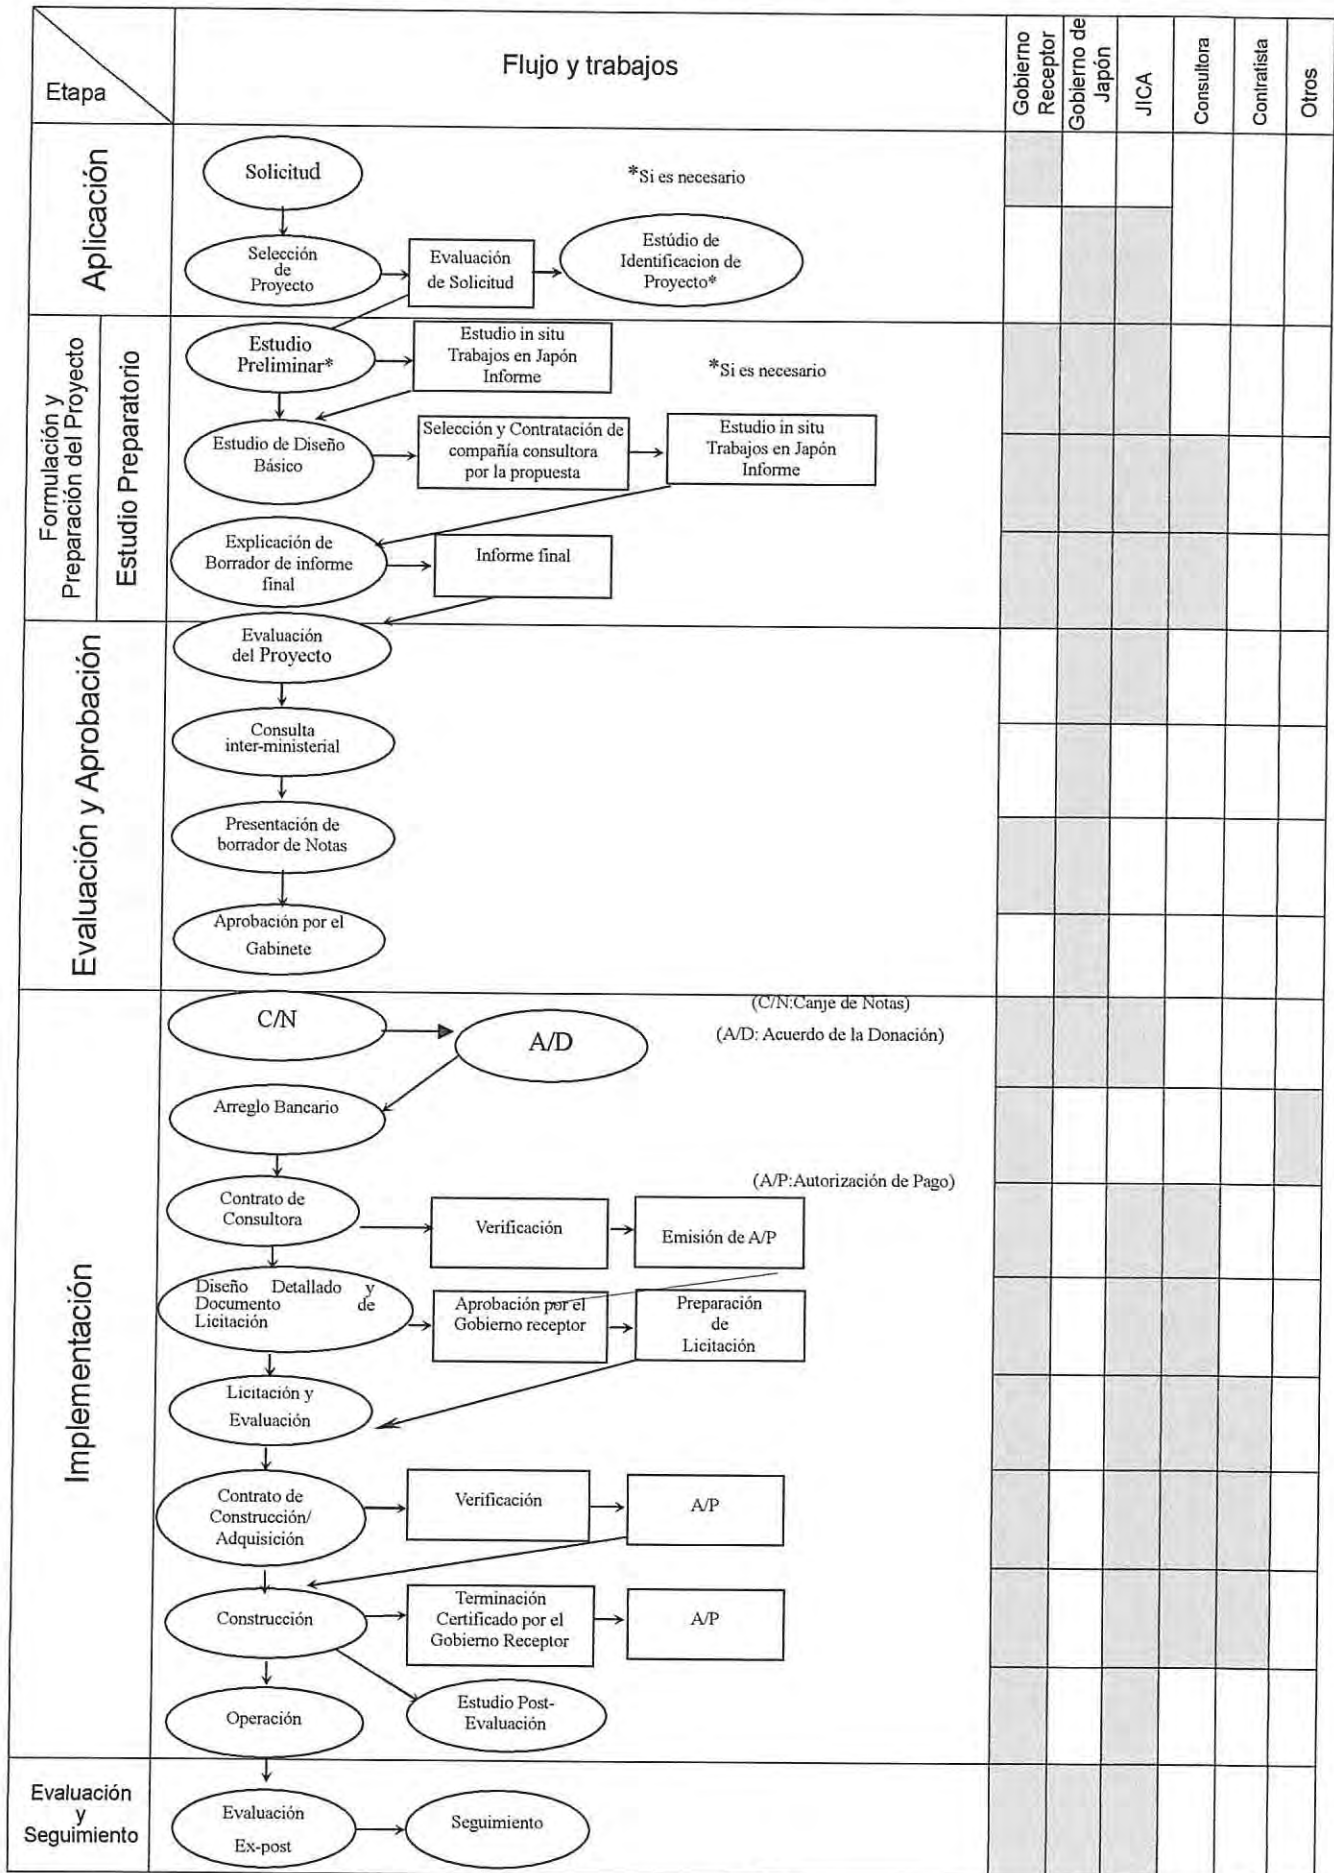 Etapa
Flujo y trabajos
Gobierno
Receptor
Gobierno de
Japón
JICA
Consultora
Contratista
Otros
Aplicación
Solicitud
*Si es necesario
Selección
de
Proyecto
Evaluación
de Solicitud
Estúdio de
Identificacion de
Proyecto*
Formulación y
Preparación del Proyecto
Estudio Preparatorio
Estudio
Preliminar*
Estudio in situ
Trabajos en Japón
Informe
*Si es necesario
Estudio de Diseño
Básico
Selección y Contratación de
compañía consultora
por la propuesta
Estudio in situ
Trabajos en Japón
Informe
Explicación de
Borrador de informe
final
Informe final
Evaluación y Aprobación
Evaluación
del Proyecto
Consulta
inter-ministerial
Presentación de
borrador de Notas
Aprobación por el
Gabinete
Implementación
C/N
A/D
(C/N:Canje de Notas)
(A/D: Acuerdo de la Donación)
Arreglo Bancario
(A/P:Autorización de Pago)
Contrato de
Consultora
Verificación
Emisión de A/P
Diseño Detallado y
Documento de
Licitación
Aprobación por el
Gobierno receptor
Preparación
de
Licitación
Licitación y
Evaluación
Contrato de
Construcción/
Adquisición
Verificación
A/P
Construcción
Terminación
Certificado por el
Gobierno Receptor
A/P
Operación
Estudio Post-
Evaluación
Evaluación
y
Seguimiento
Evaluación
Ex-post
Seguimiento